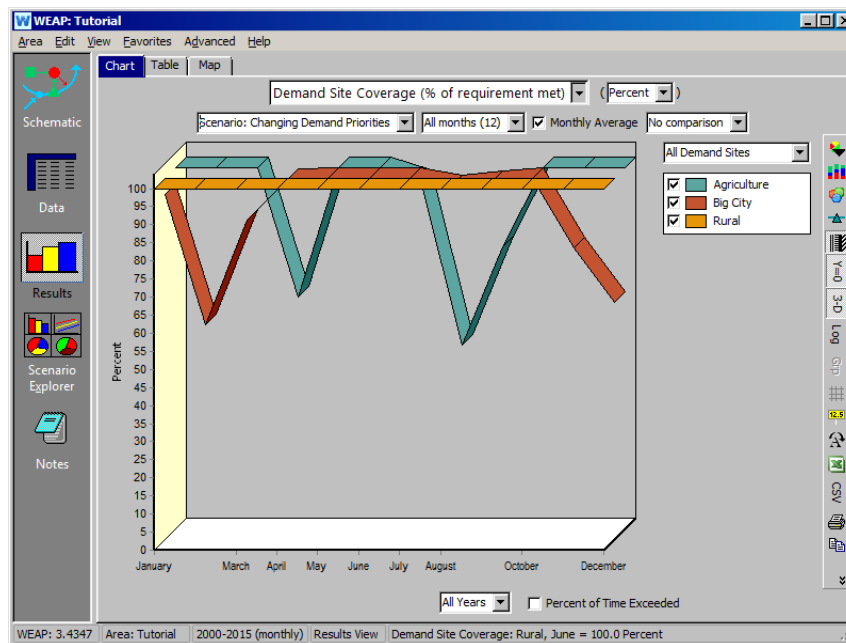 WEAP: Tutorial
Area Edit View Favorites Advanced Help
Chart Table Map
Demand Site Coverage (% of requirement met) (Percent)
Scenario: Changing Demand Priorities All months (12) Monthly Average No comparison
Schematic
Data
Results
Scenario
Explorer
Notes
All Demand Sites
Agriculture
Big City
Rural
Percent
100
95
90
85
80
75
70
65
60
55
50
45
40
35
30
25
20
15
10
5
0
January March April May June July August October December
Y=0
3-D
Log
Grp
12.5
A
CSV
All Years Percent of Time Exceeded
WEAP: 3.4347 Area: Tutorial 2000-2015 (monthly) Results View Demand Site Coverage: Rural, June = 100.0 Percent